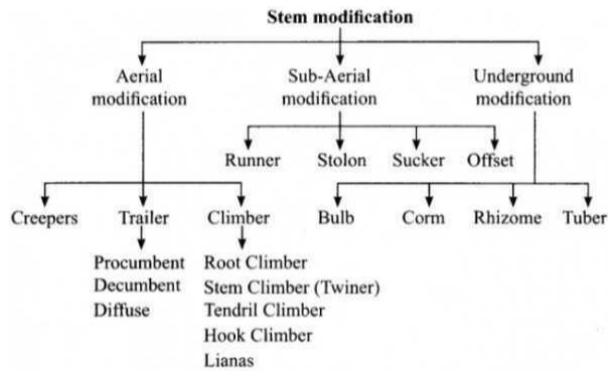 Stem modification
Aerial
modification
Sub-Aerial
modification
Underground
modification
Runner Stolon Sucker Offset
Creepers Trailer Climber Bulb Corm Rhizome Tuber
Procumbent
Decumbent
Diffuse
Root Climber
Stem Climber (Twiner)
Tendril Climber
Hook Climber
Lianas